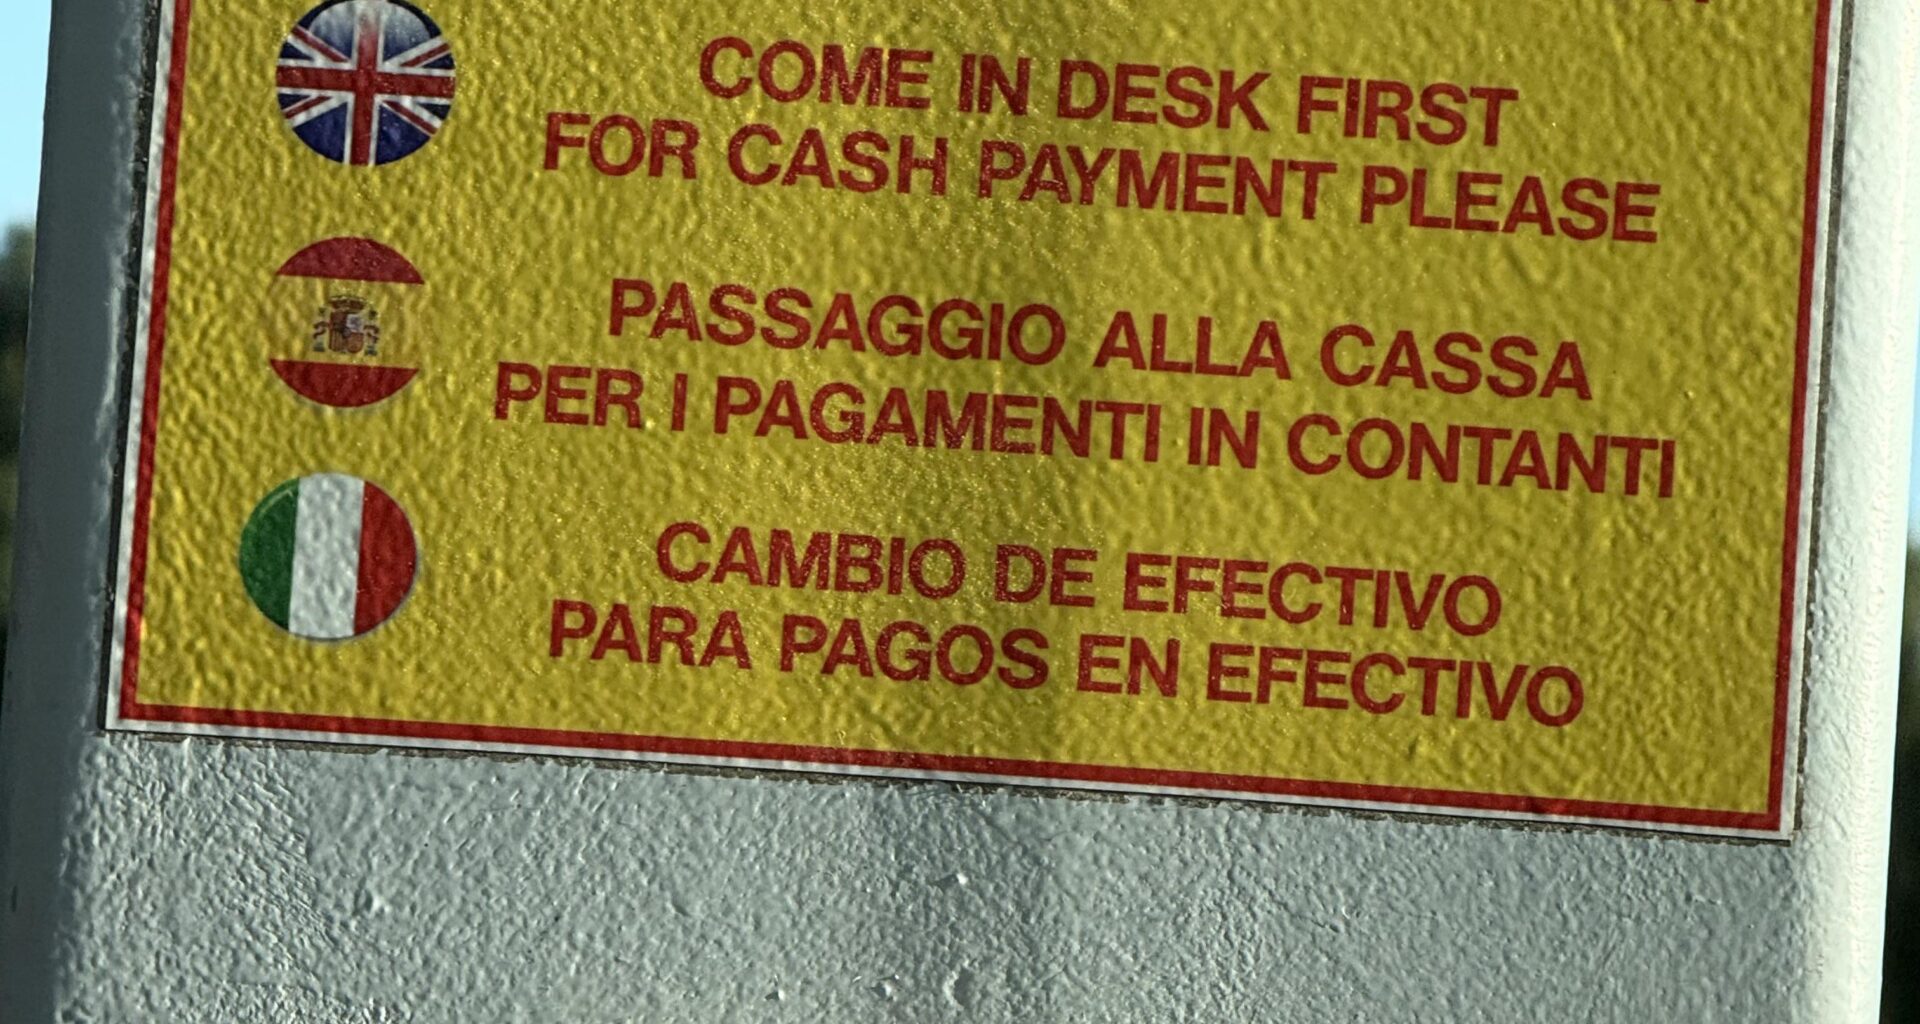 COME IN DESK FIRST
FOR CASH PAYMENT PLEASE
PASSAGGIO ALLA CASSA
PER I PAGAMENTI IN CONTANTI
CAMBIO DE EFECTIVO
PARA PAGOS EN EFECTIVO